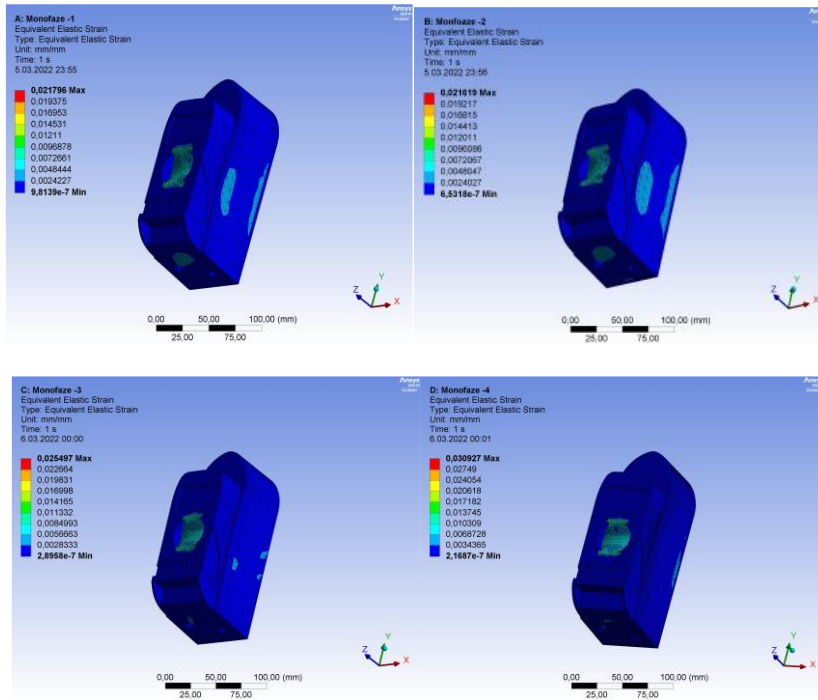 Ansys
A: Monofaze -1
Equivalent Elastic Strain
Type: Equivalent Elastic Strain
Unit: mm/mm
Time: 1 s
5.03.2022 23:55
0,021796 Max
0,019375
0,016953
0,014531
0,01211
0,0096878
0,0072661
0,0048444
0,0024227
9,8139e-7 Min
Z
Y
X
0,00 50,00 100,00 (mm)
25,00 75,00
Ansys
B: Monfoaze -2
Equivalent Elastic Strain
Type: Equivalent Elastic Strain
Unit: mm/mm
Time: 1 s
5.03.2022 23:56
0,021619 Max
0,019217
0,016815
0,014413
0,012011
0,0096086
0,0072067
0,0048047
0,0024027
6,5318e-7 Min
Z
Y
X
0,00 50,00 100,00 (mm)
25,00 75,00
Ansys
C: Monofaze -3
Equivalent Elastic Strain
Type: Equivalent Elastic Strain
Unit: mm/mm
Time: 1 s
6.03.2022 00:00
0,025497 Max
0,022664
0,019831
0,016998
0,014165
0,011332
0,0084993
0,0056663
0,0028333
2,8958e-7 Min
Z
Y
X
0,00 50,00 100,00 (mm)
25,00 75,00
D: Monofaze -4
Equivalent Elastic Strain
Type: Equivalent Elastic Strain
Unit: mm/mm
Time: 1 s
6.03.2022 00:01
0,030927 Max
0,02749
0,024054
0,020618
0,017182
0,013745
0,010309
0,0068728
0,0034365
2,1687e-7 Min
Z
Y
X
0,00 50,00 100,00 (mm)
25,00 75,00